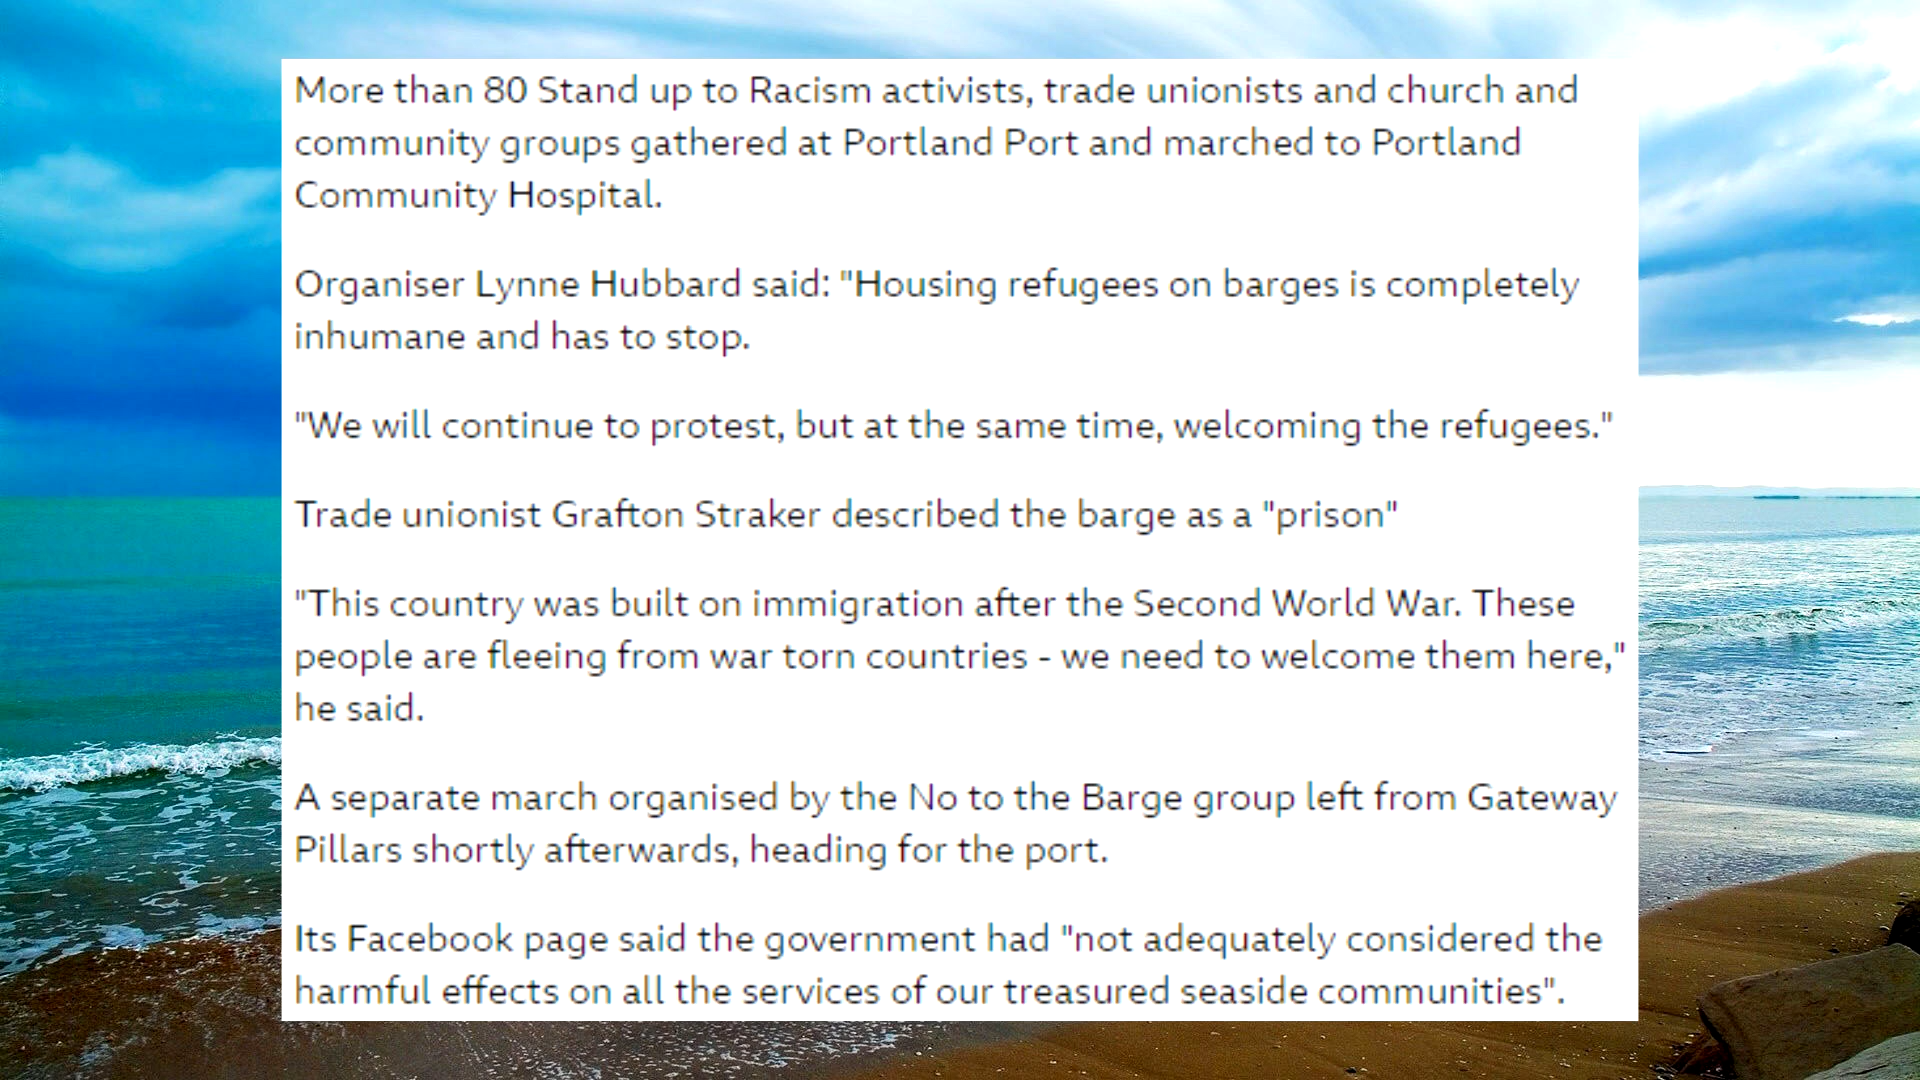 More than 80 Stand up to Racism activists, trade unionists and church and
community groups gathered at Portland Port and marched to Portland
Community Hospital.
Organiser Lynne Hubbard said: "Housing refugees on barges is completely
inhumane and has to stop.
"We will continue to protest, but at the same time, welcoming the refugees."
Trade unionist Grafton Straker described the barge as a "prison"
"This country was built on immigration after the Second World War. These
people are fleeing from war torn countries - we need to welcome them here,"
he said.
A separate march organised by the No to the Barge group left from Gateway
Pillars shortly afterwards, heading for the port.
Its Facebook page said the government had "not adequately considered the
harmful effects on all the services of our treasured seaside communities".